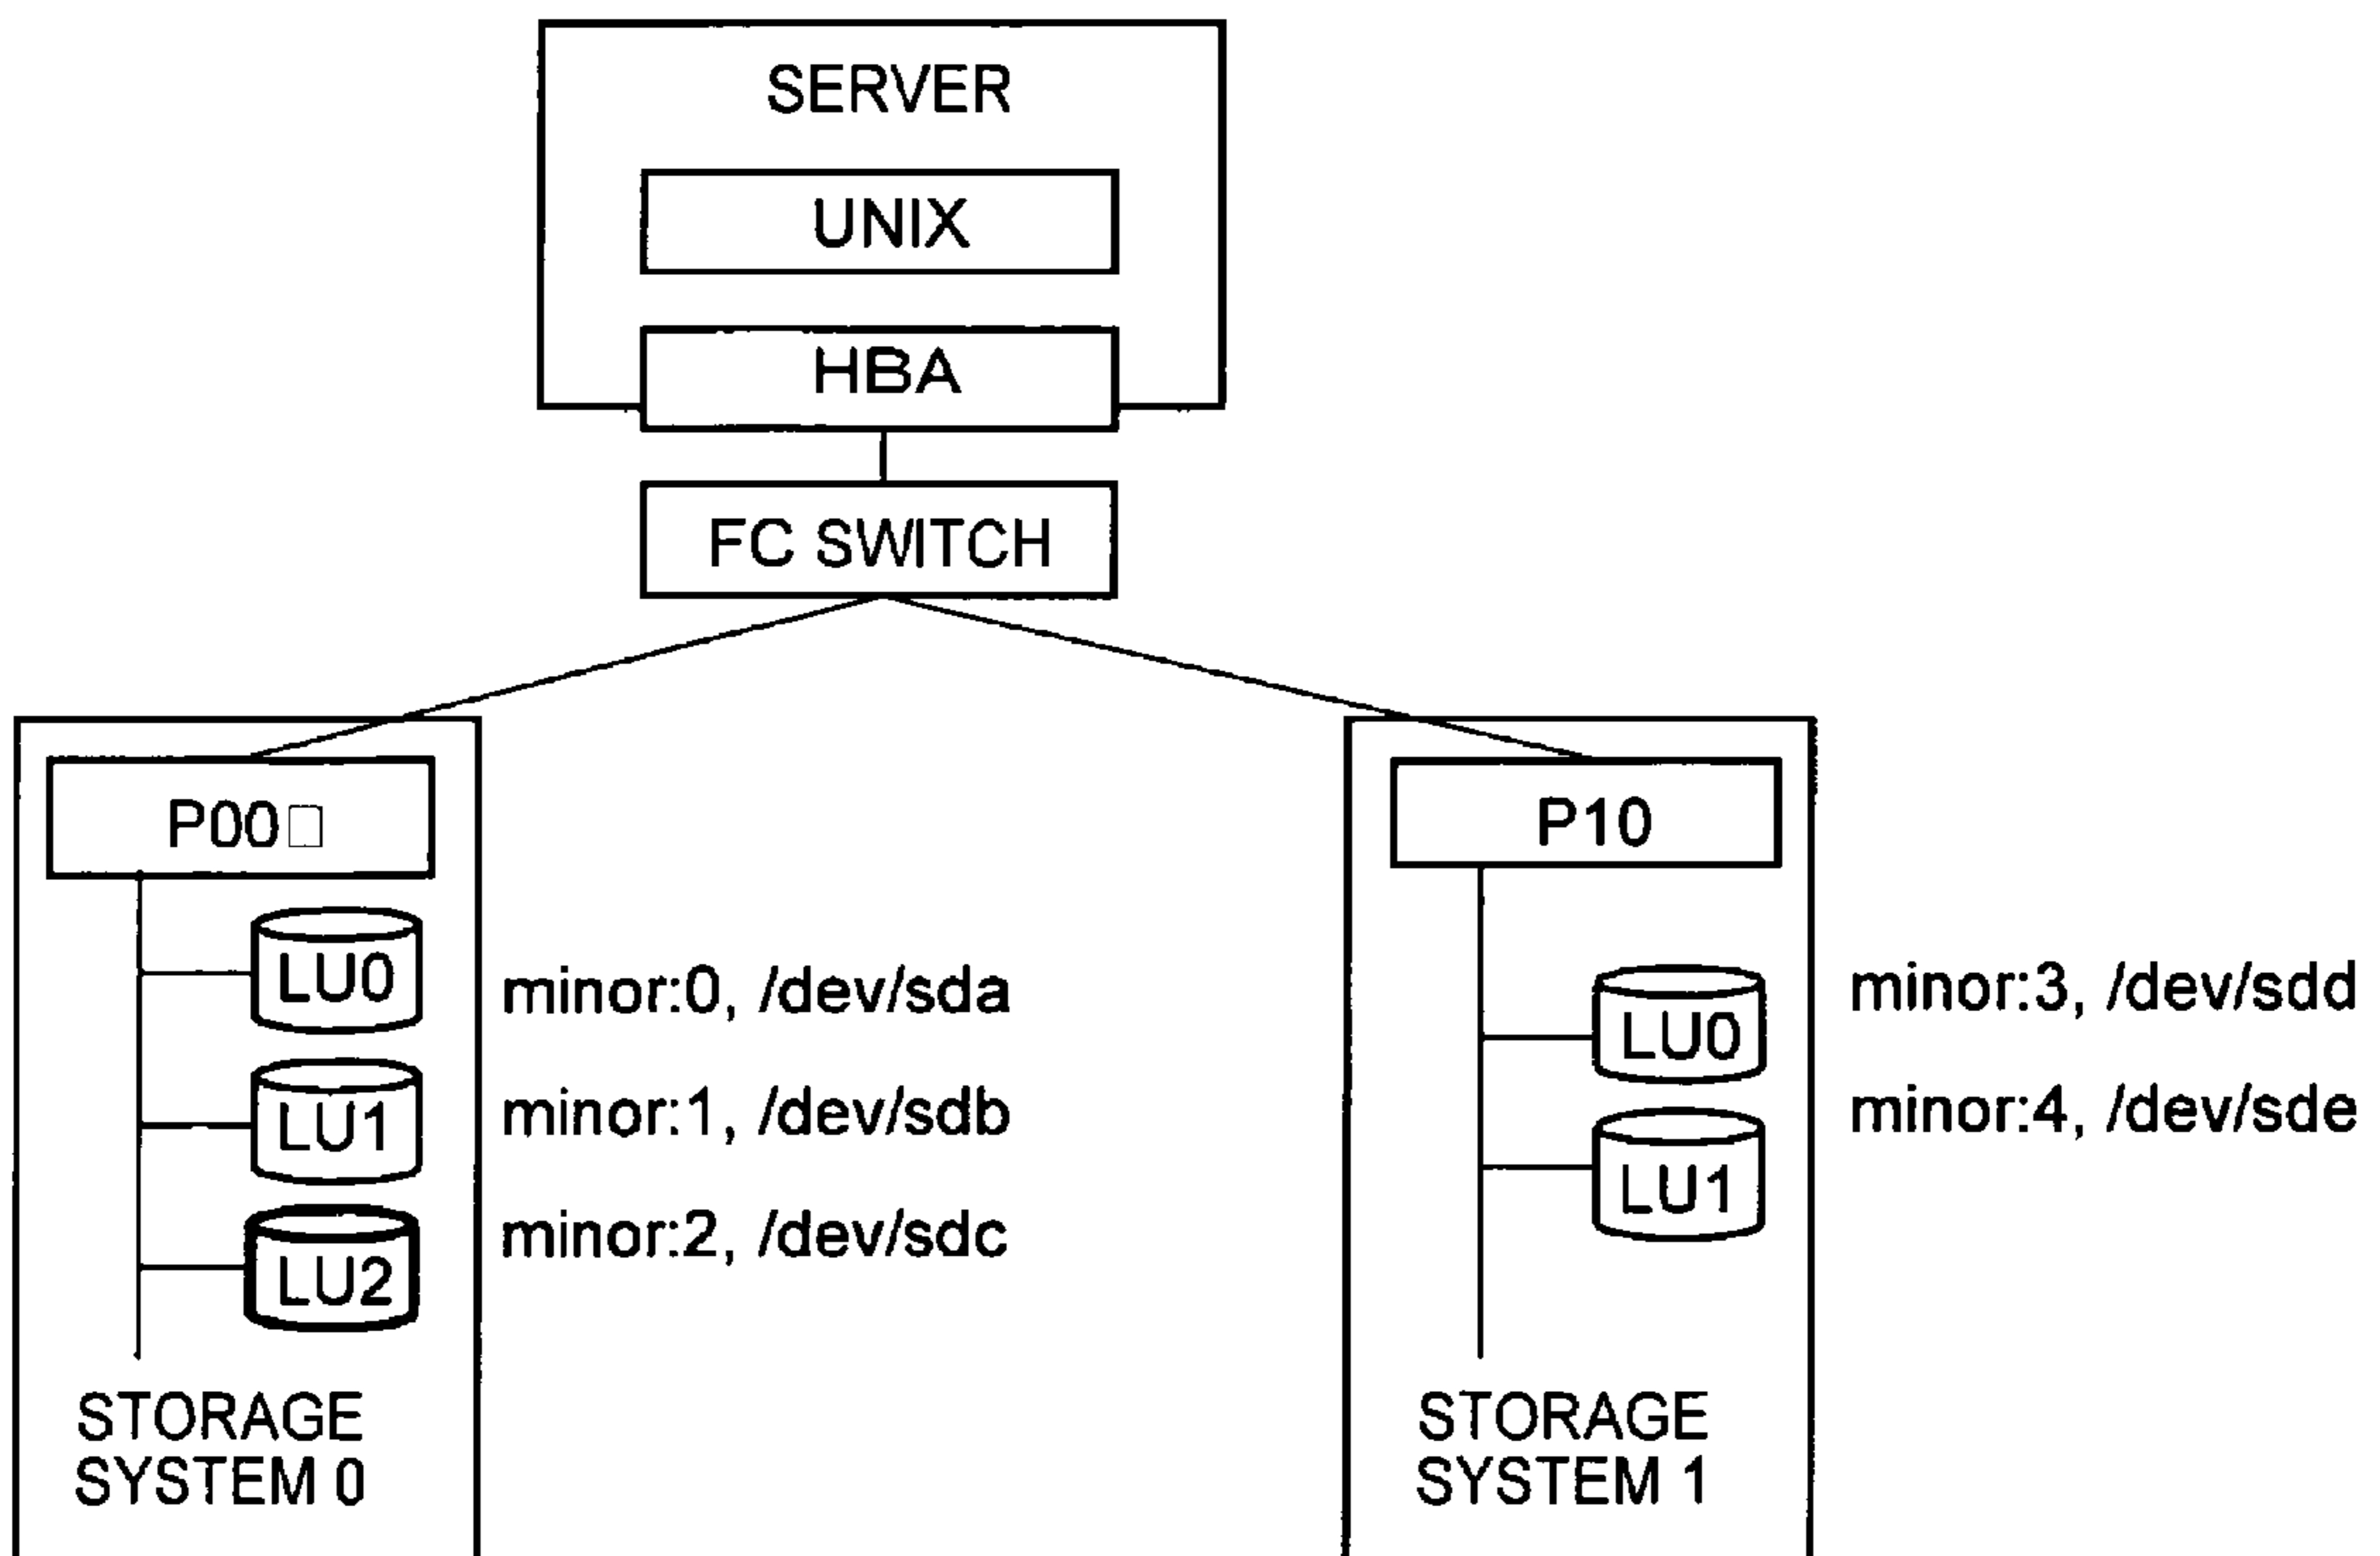 SERVER
UNIX
HBA
FC SWITCH
P00□
P10
LU0
minor:0, /dev/sda
LU1
minor:1, /dev/sdb
LU2
minor:2, /dev/sdc
STORAGE
SYSTEM 0
LU0
minor:3, /dev/sdd
LU1
minor:4, /dev/sde
STORAGE
SYSTEM 1